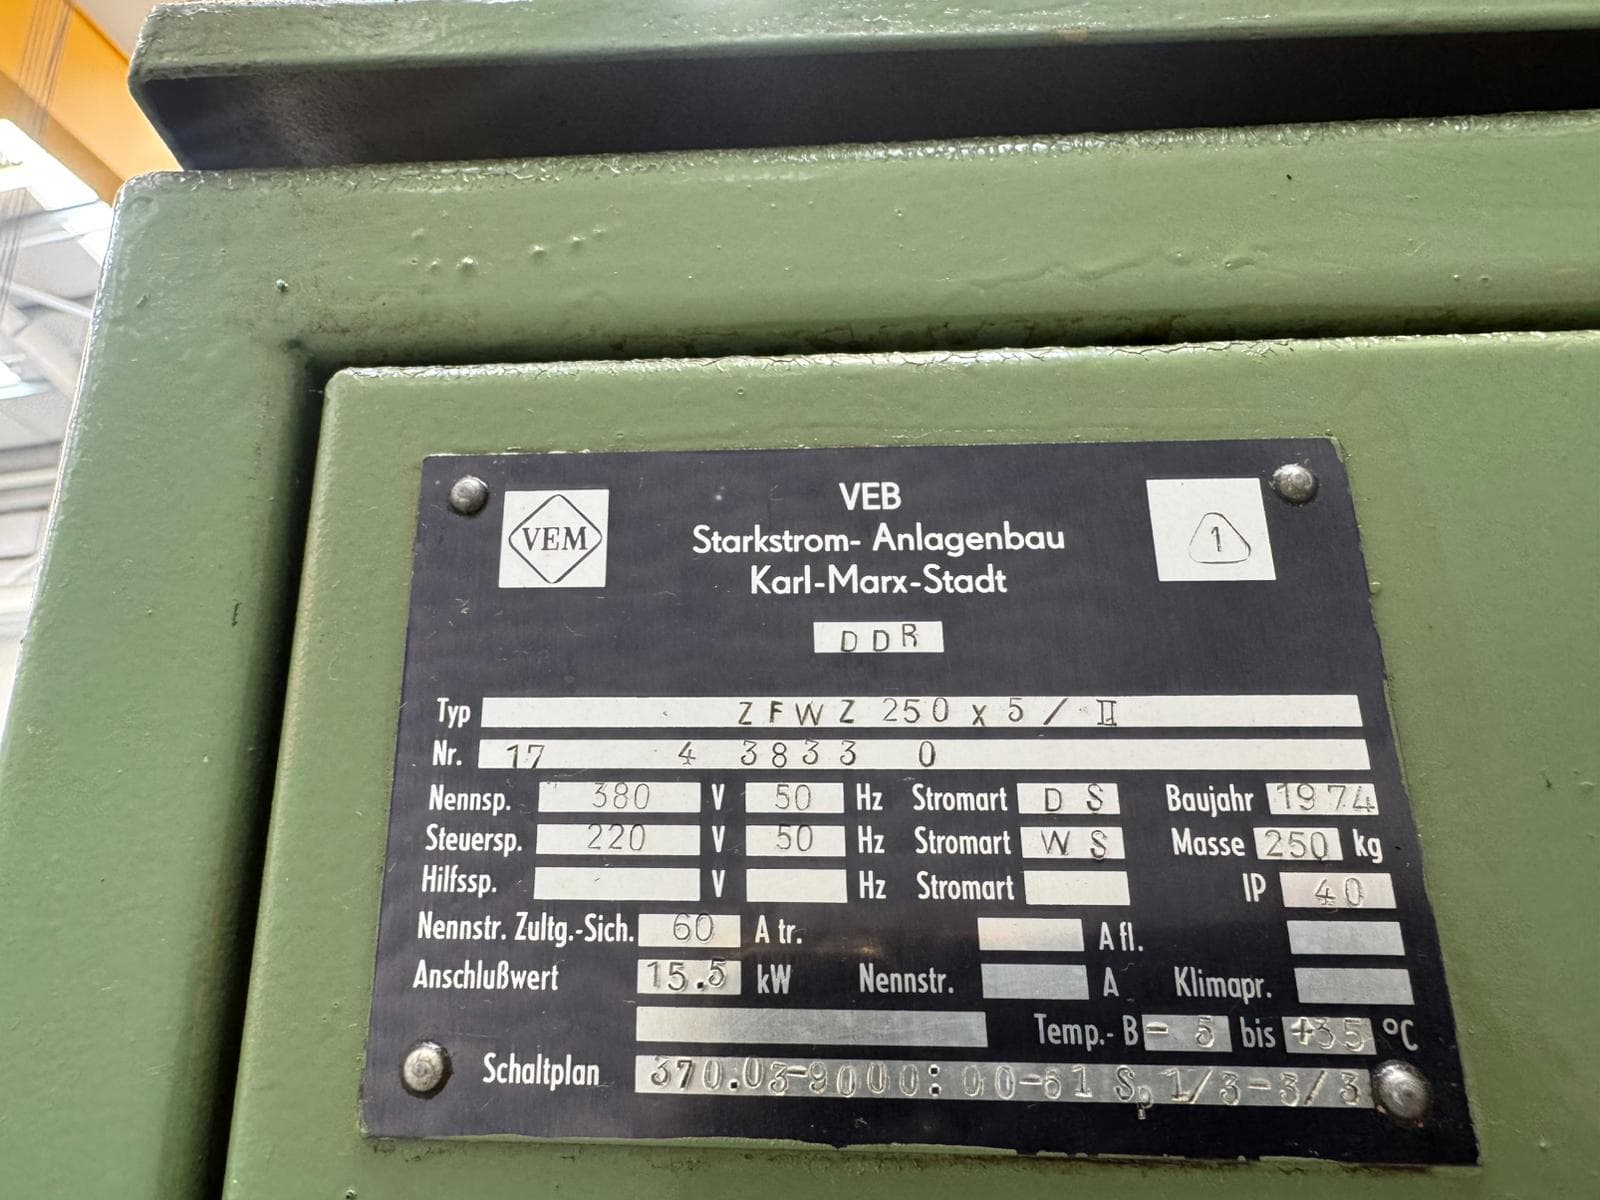 VEM
VEB
Starkstrom- Anlagenbau
Karl-Marx-Stadt
1
DDR
Typ ZFWZ 250 x 5 / II
Nr. 17 4 3833 0
Nennsp. 380 V 50 Hz Stromart DS Baujahr 1974
Steuersp. 220 V 50 Hz Stromart WS Masse 250 kg
Hilfssp. V Hz Stromart IP 40
Nennstr. Zultg.-Sich. 60 A tr. A fl.
Anschlußwert 15.5 kW Nennstr. A Klimapr.
Temp.- B - 5 bis +35 °C
Schaltplan 370.03-9000:00-61 Sp 1/3-3/3